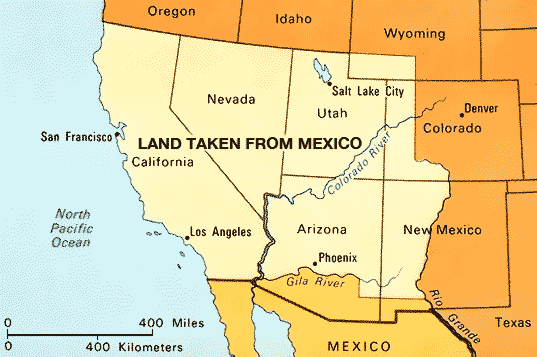 Oregon
Idaho
Wyoming
Nevada
Utah
Salt Lake City
Denver
Colorado
San Francisco
LAND TAKEN FROM MEXICO
California
Colorado River
North
Pacific
Ocean
Los Angeles
Arizona
New Mexico
Phoenix
Gila River
Rio Grande
Texas
0 400 Miles
0 400 Kilometers
MEXICO